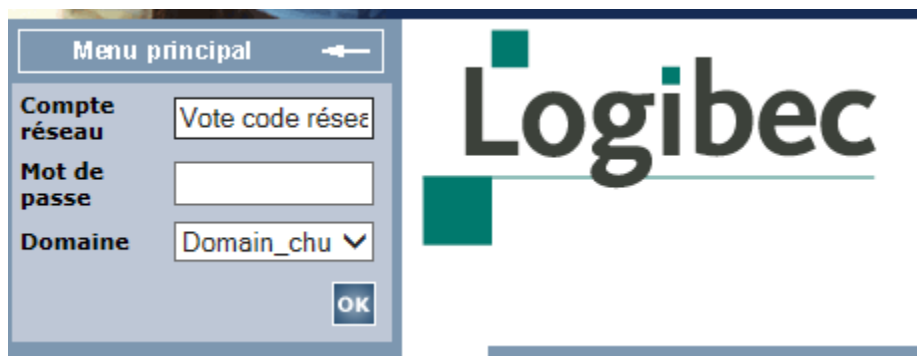 Menu principal
Logibec
Compte
réseau
Vote code résea
Mot de
passe
Domaine
Domain_chu
OK